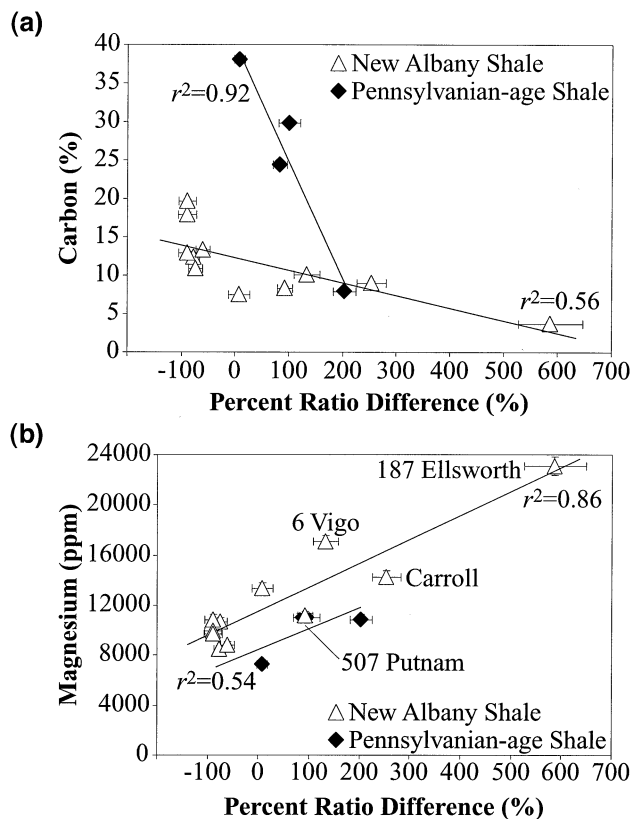 (a)
40
35
30
25
20
15
10
5
0
Carbon (%)
r²=0.92
New Albany Shale
Pennsylvanian-age Shale
r²=0.56
-100 0 100 200 300 400 500 600 700
Percent Ratio Difference (%)
(b)
24000
20000
16000
12000
8000
4000
0
Magnesium (ppm)
187 Ellsworth
r²=0.86
6 Vigo
Carroll
507 Putnam
r²=0.54
New Albany Shale
Pennsylvanian-age Shale
-100 0 100 200 300 400 500 600 700
Percent Ratio Difference (%)